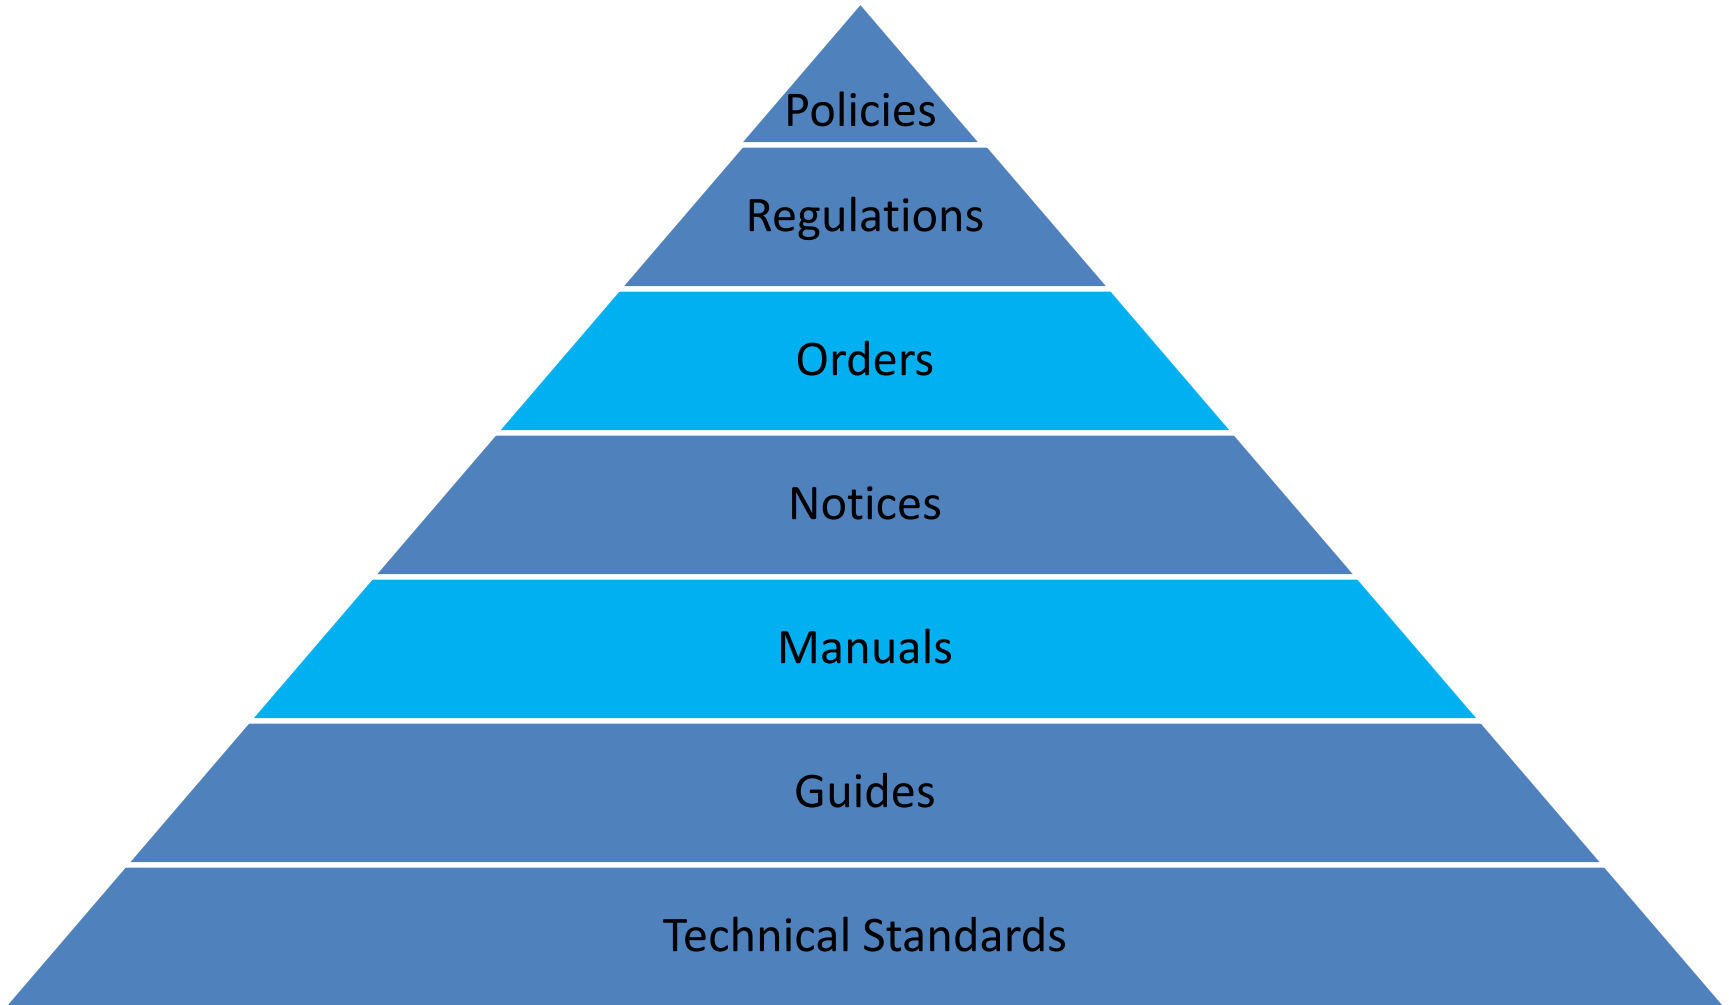 Policies
Regulations
Orders
Notices
Manuals
Guides
Technical Standards